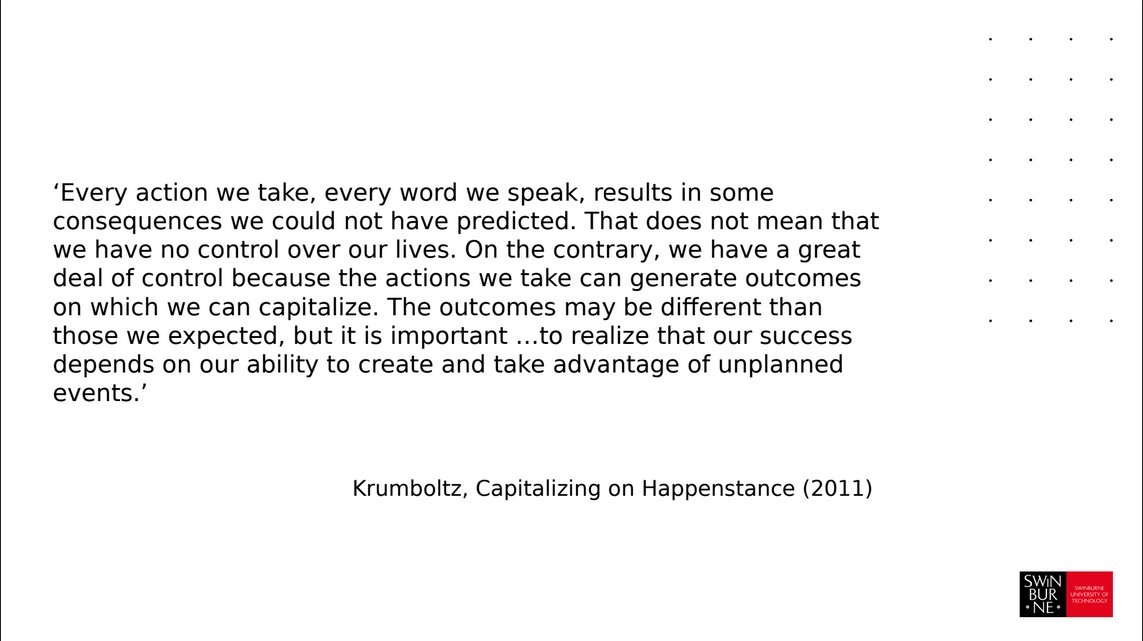 ‘Every action we take, every word we speak, results in some
consequences we could not have predicted. That does not mean that
we have no control over our lives. On the contrary, we have a great
deal of control because the actions we take can generate outcomes
on which we can capitalize. The outcomes may be different than
those we expected, but it is important …to realize that our success
depends on our ability to create and take advantage of unplanned
events.’
Krumboltz, Capitalizing on Happenstance (2011)
SWIN
BUR
NE
SWINBURNE
UNIVERSITY OF
TECHNOLOGY